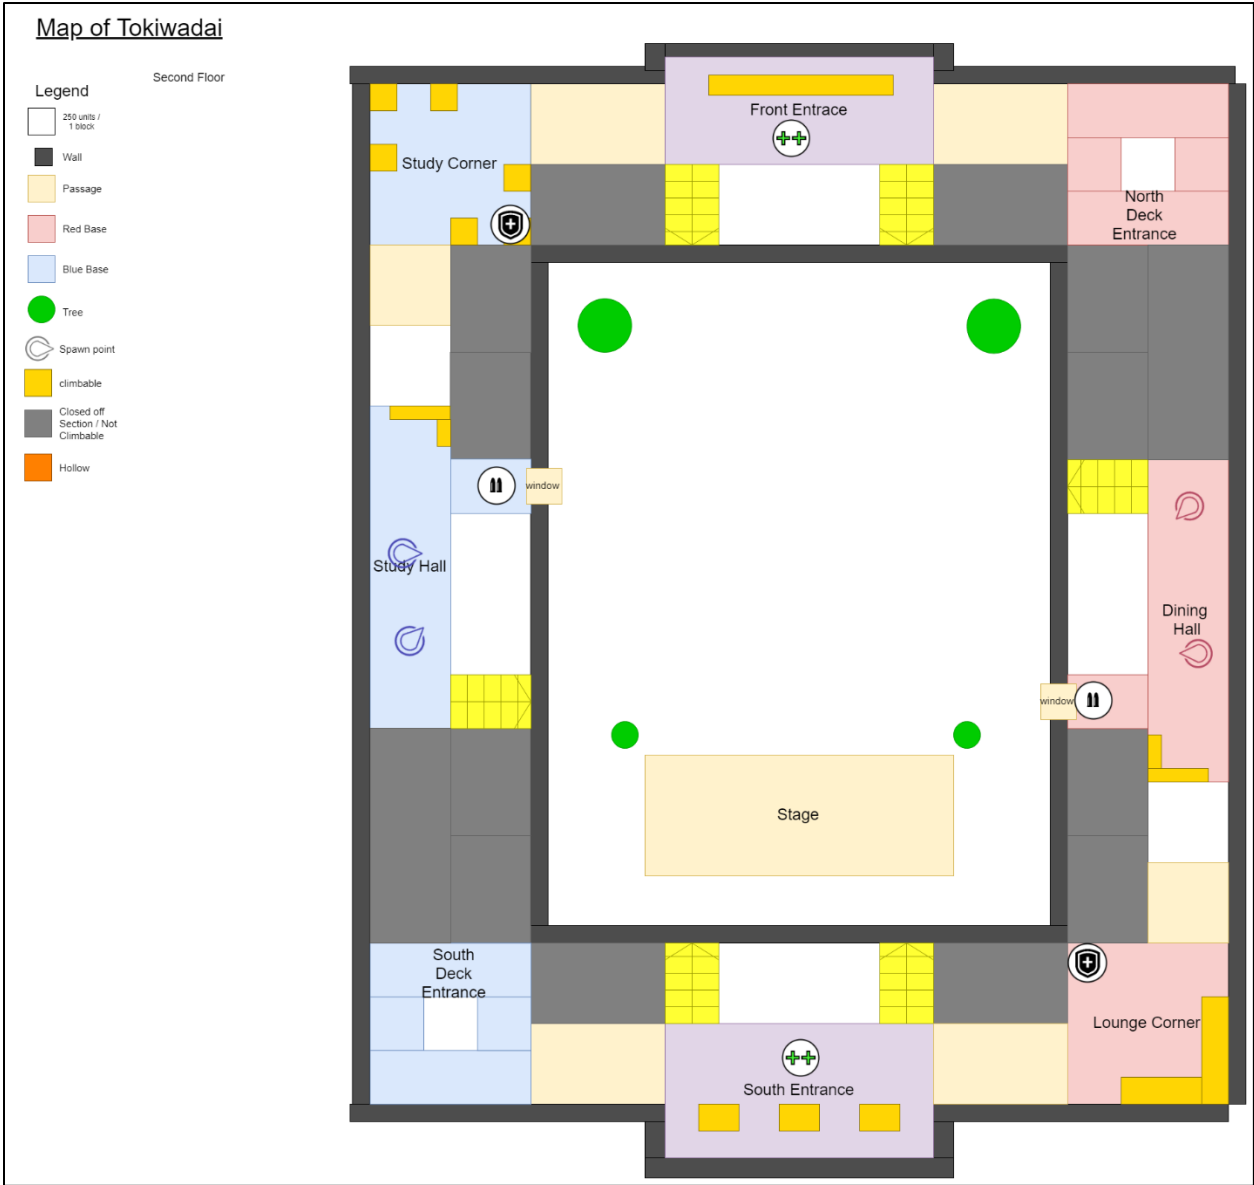 Map of Tokiwadai
Second Floor
Legend
250 units /
1 block
Wall
Passage
Red Base
Blue Base
Tree
Spawn point
climbable
Closed off
Section / Not
Climbable
Hollow
Front Entrace
Study Corner
North
Deck
Entrance
window
Study Hall
Dining
Hall
window
Stage
South
Deck
Entrance
Lounge Corner
South Entrance